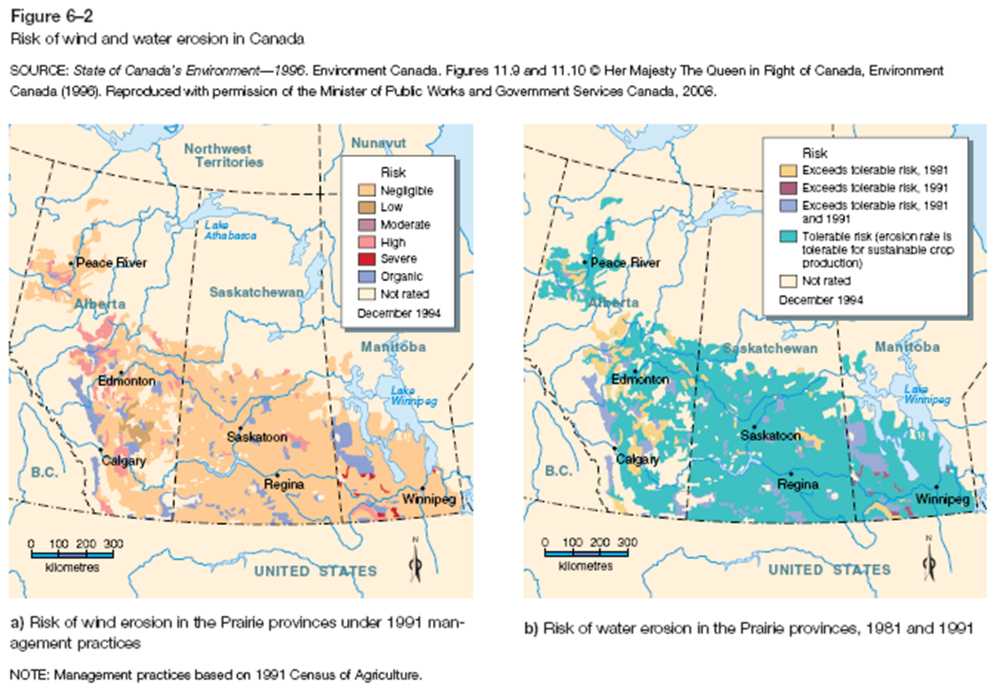 Figure 6–2
Risk of wind and water erosion in Canada
SOURCE: State of Canada's Environment—1996. Environment Canada. Figures 11.9 and 11.10 © Her Majesty The Queen in Right of Canada, Environment
Canada (1996). Reproduced with permission of the Minister of Public Works and Government Services Canada, 2006.
Northwest
Territories
Nunavut
Risk
Negligible
Low
Moderate
High
Severe
Organic
Not rated
December 1994
Lake
Athabasca
Peace River
Alberta
Saskatchewan
Manitoba
Edmonton
Lake
Winnipeg
Saskatoon
Calgary
B.C.
Regina
Winnipeg
0 100 200 300
kilometres
N
UNITED STATES
a) Risk of wind erosion in the Prairie provinces under 1991 man-
agement practices
Risk
Exceeds tolerable risk, 1981
Exceeds tolerable risk, 1991
Exceeds tolerable risk, 1981
and 1991
Tolerable risk (erosion rate is
tolerable for sustainable crop
production)
Not rated
December 1994
Peace River
Alberta
Saskatchewan
Manitoba
Edmonton
Lake
Winnipeg
Saskatoon
Calgary
B.C.
Regina
Winnipeg
0 100 200 300
kilometres
N
UNITED STATES
b) Risk of water erosion in the Prairie provinces, 1981 and 1991
NOTE: Management practices based on 1991 Census of Agriculture.